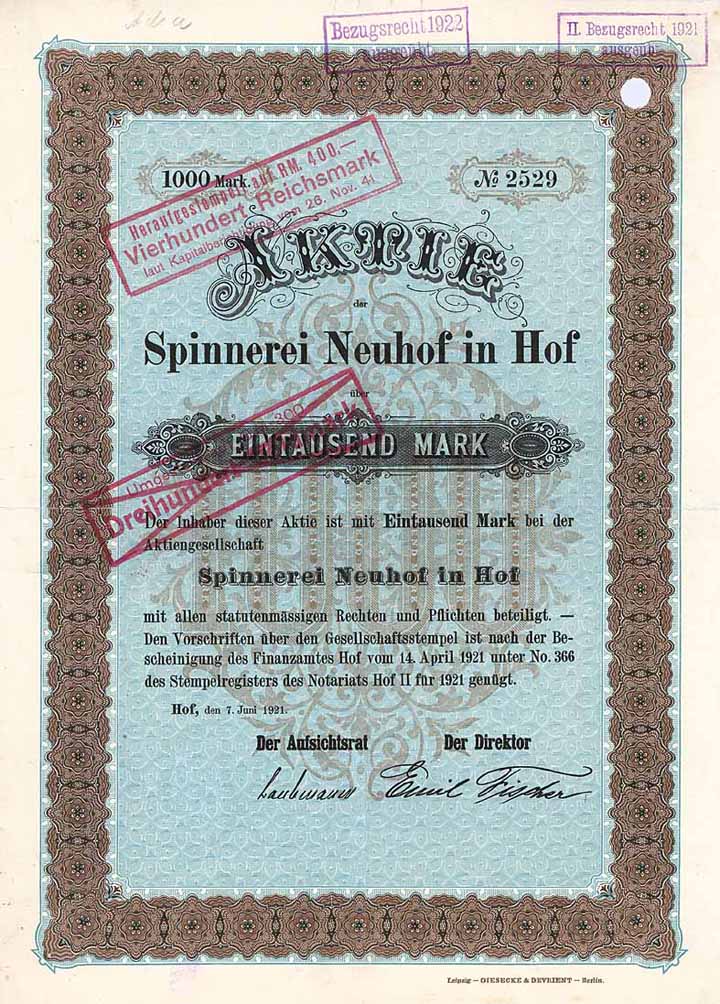 Bezugsrecht 1922
ausgeübt.
II. Bezugsrecht 1921
ausgeübt.
1000 Mark.
№ 2529
Heraufgestempelt auf RM. 400.—
Vierhundert Reichsmark
laut Kapitalberichtigung vom 26. Nov. 41
AKTIE
der
Spinnerei Neuhof in Hof
über
EINTAUSEND MARK
300
Dreihundert
Der Inhaber dieser Aktie ist mit Eintausend Mark bei der
Aktiengesellschaft
Spinnerei Neuhof in Hof
mit allen statutenmässigen Rechten und Pflichten beteiligt. —
Den Vorschriften über den Gesellschaftsstempel ist nach der Be-
scheinigung des Finanzamtes Hof vom 14. April 1921 unter No. 366
des Stempelregisters des Notariats Hof II für 1921 genügt.
Hof, den 7. Juni 1921.
Der Aufsichtsrat Der Direktor
Laubmann Emil Fischer
Leipzig — GIESECKE & DEVRIENT — Berlin.